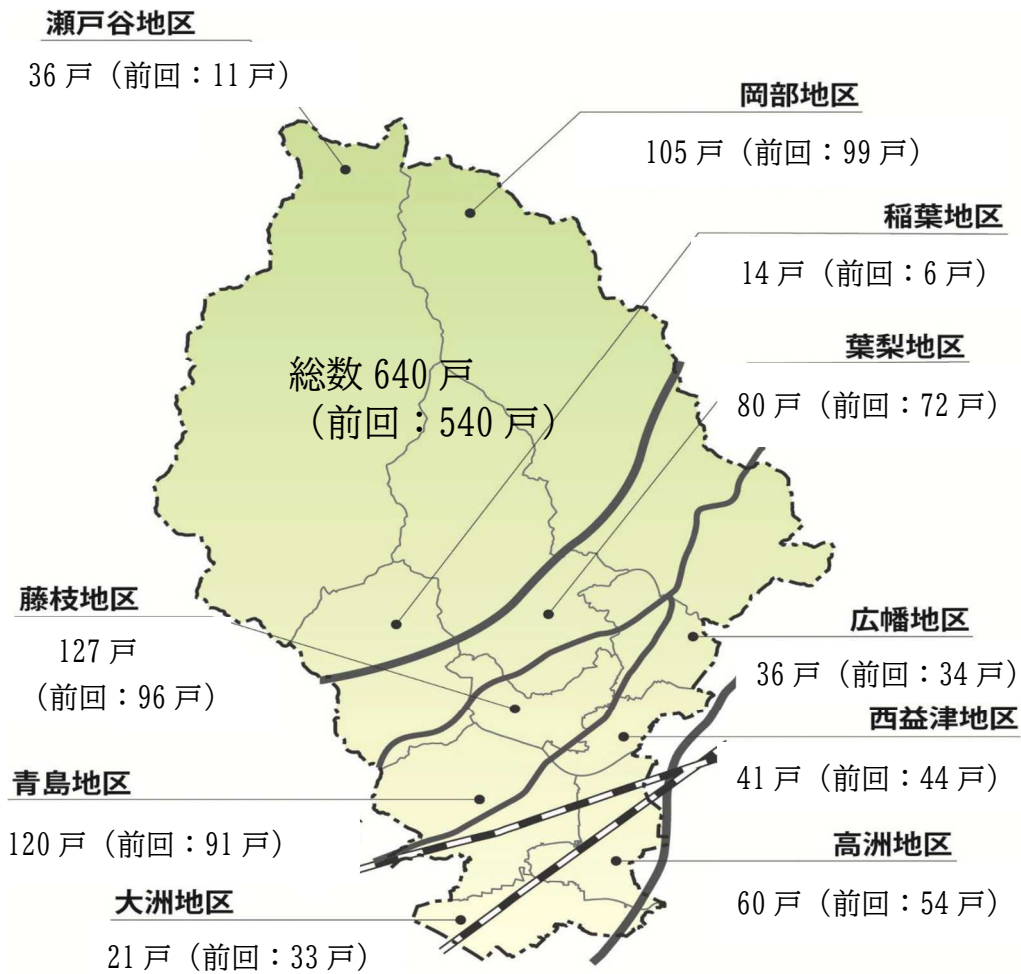 瀬戸谷地区
36戸（前回：11戸）
岡部地区
105戸（前回：99戸）
稲葉地区
14戸（前回：6戸）
葉梨地区
80戸（前回：72戸）
総数640戸
（前回：540戸）
藤枝地区
127戸
（前回：96戸）
広幡地区
36戸（前回：34戸）
西益津地区
41戸（前回：44戸）
青島地区
120戸（前回：91戸）
高洲地区
60戸（前回：54戸）
大洲地区
21戸（前回：33戸）